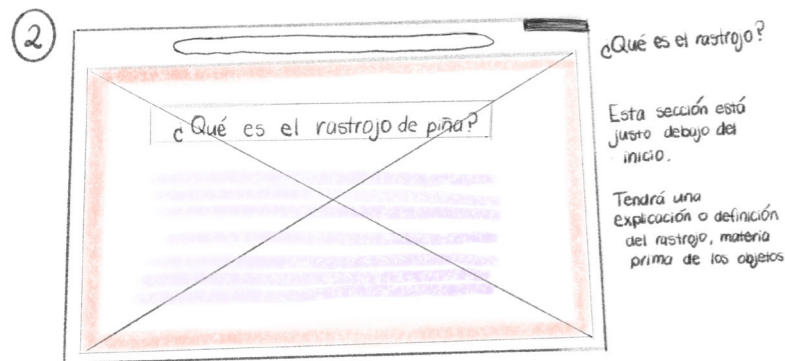 2
¿Qué es el rastrojo de piña?
¿Qué es el rastrojo?
Esta sección está
justo debajo del
inicio.
Tendrá una
explicación o definición
del rastrojo, materia
prima de los objetos